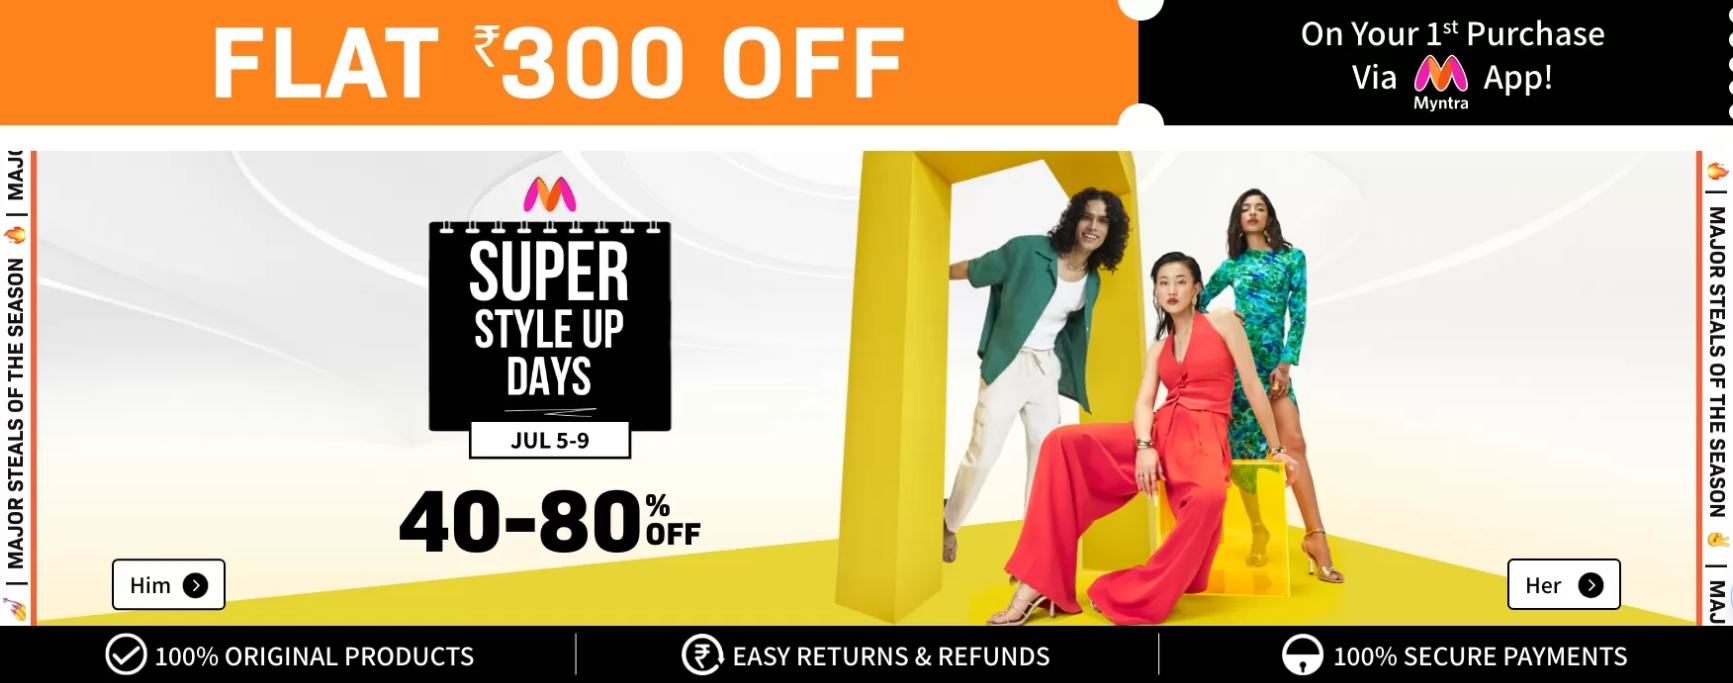 FLAT ₹300 OFF
On Your 1st Purchase
Via Myntra App!
MAJOR STEALS OF THE SEASON 🔥 | MAJO
SUPER
STYLE UP
DAYS
JUL 5-9
40-80% OFF
Him
Her
🔥 | MAJOR STEALS OF THE SEASON ✌ | MAJ
100% ORIGINAL PRODUCTS
EASY RETURNS & REFUNDS
100% SECURE PAYMENTS